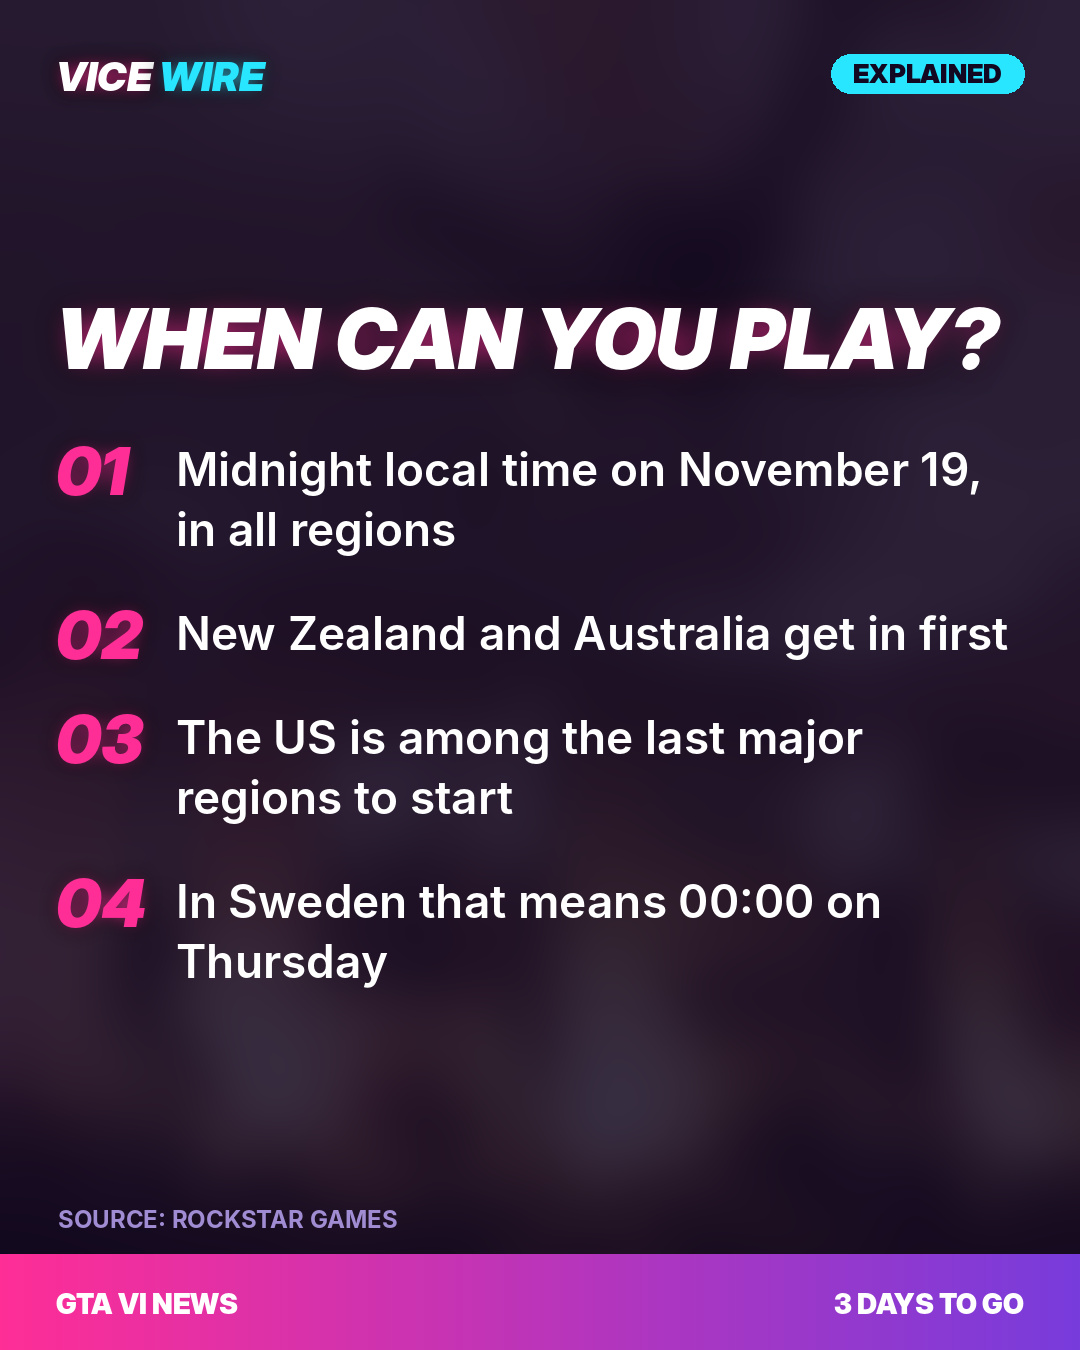 VICE WIRE
EXPLAINED
WHEN CAN YOU PLAY?
01 Midnight local time on November 19,
in all regions
02 New Zealand and Australia get in first
03 The US is among the last major
regions to start
04 In Sweden that means 00:00 on
Thursday
SOURCE: ROCKSTAR GAMES
GTA VI NEWS
3 DAYS TO GO